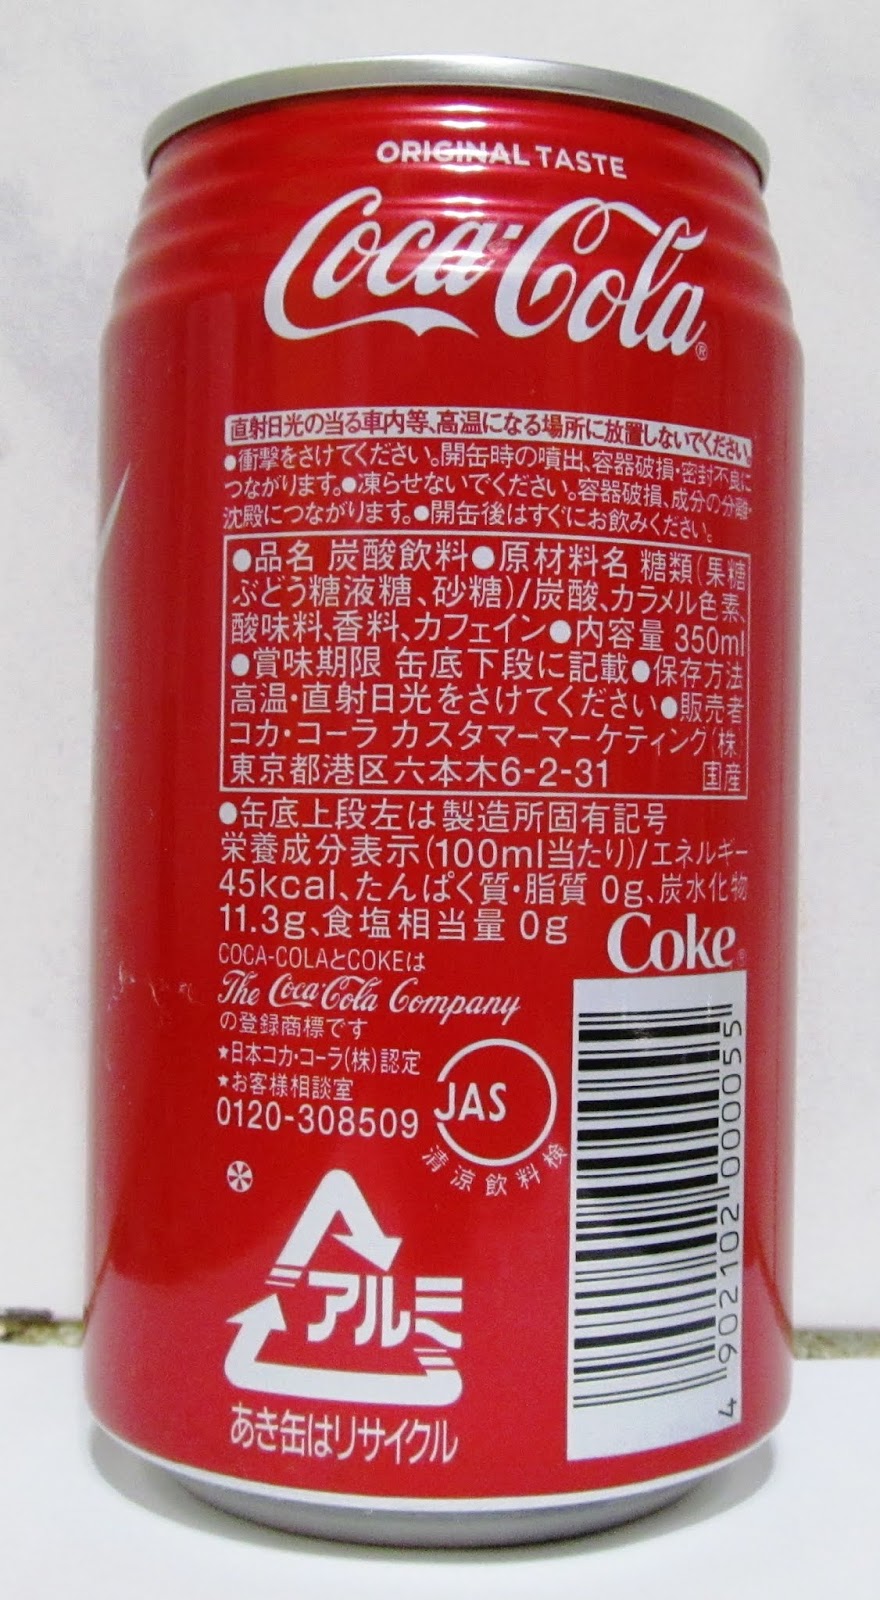 ORIGINAL TASTE
Coca-Cola®
直射日光の当る車内等、高温になる場所に放置しないでください。
●衝撃をさけてください。開缶時の噴出、容器破損・密封不良に
つながります。●凍らせないでください。容器破損、成分の分離・
沈殿につながります。●開缶後はすぐにお飲みください。
●品名 炭酸飲料●原材料名 糖類(果糖
ぶどう糖液糖、砂糖)/炭酸、カラメル色素、
酸味料、香料、カフェイン●内容量 350ml
●賞味期限 缶底下段に記載●保存方法
高温・直射日光をさけてください●販売者
コカ・コーラ カスタマーマーケティング(株)
東京都港区六本木6-2-31 国産
●缶底上段左は製造所固有記号
栄養成分表示(100ml当たり)/エネルギー
45kcal、たんぱく質・脂質 0g、炭水化物
11.3g、食塩相当量 0g
Coke®
COCA-COLAとCOKEは
The Coca-Cola Company
の登録商標です
★日本コカ・コーラ(株)認定
★お客様相談室
0120-308509
JAS
清涼飲料検
アルミ
あき缶はリサイクル
4 902102 000055